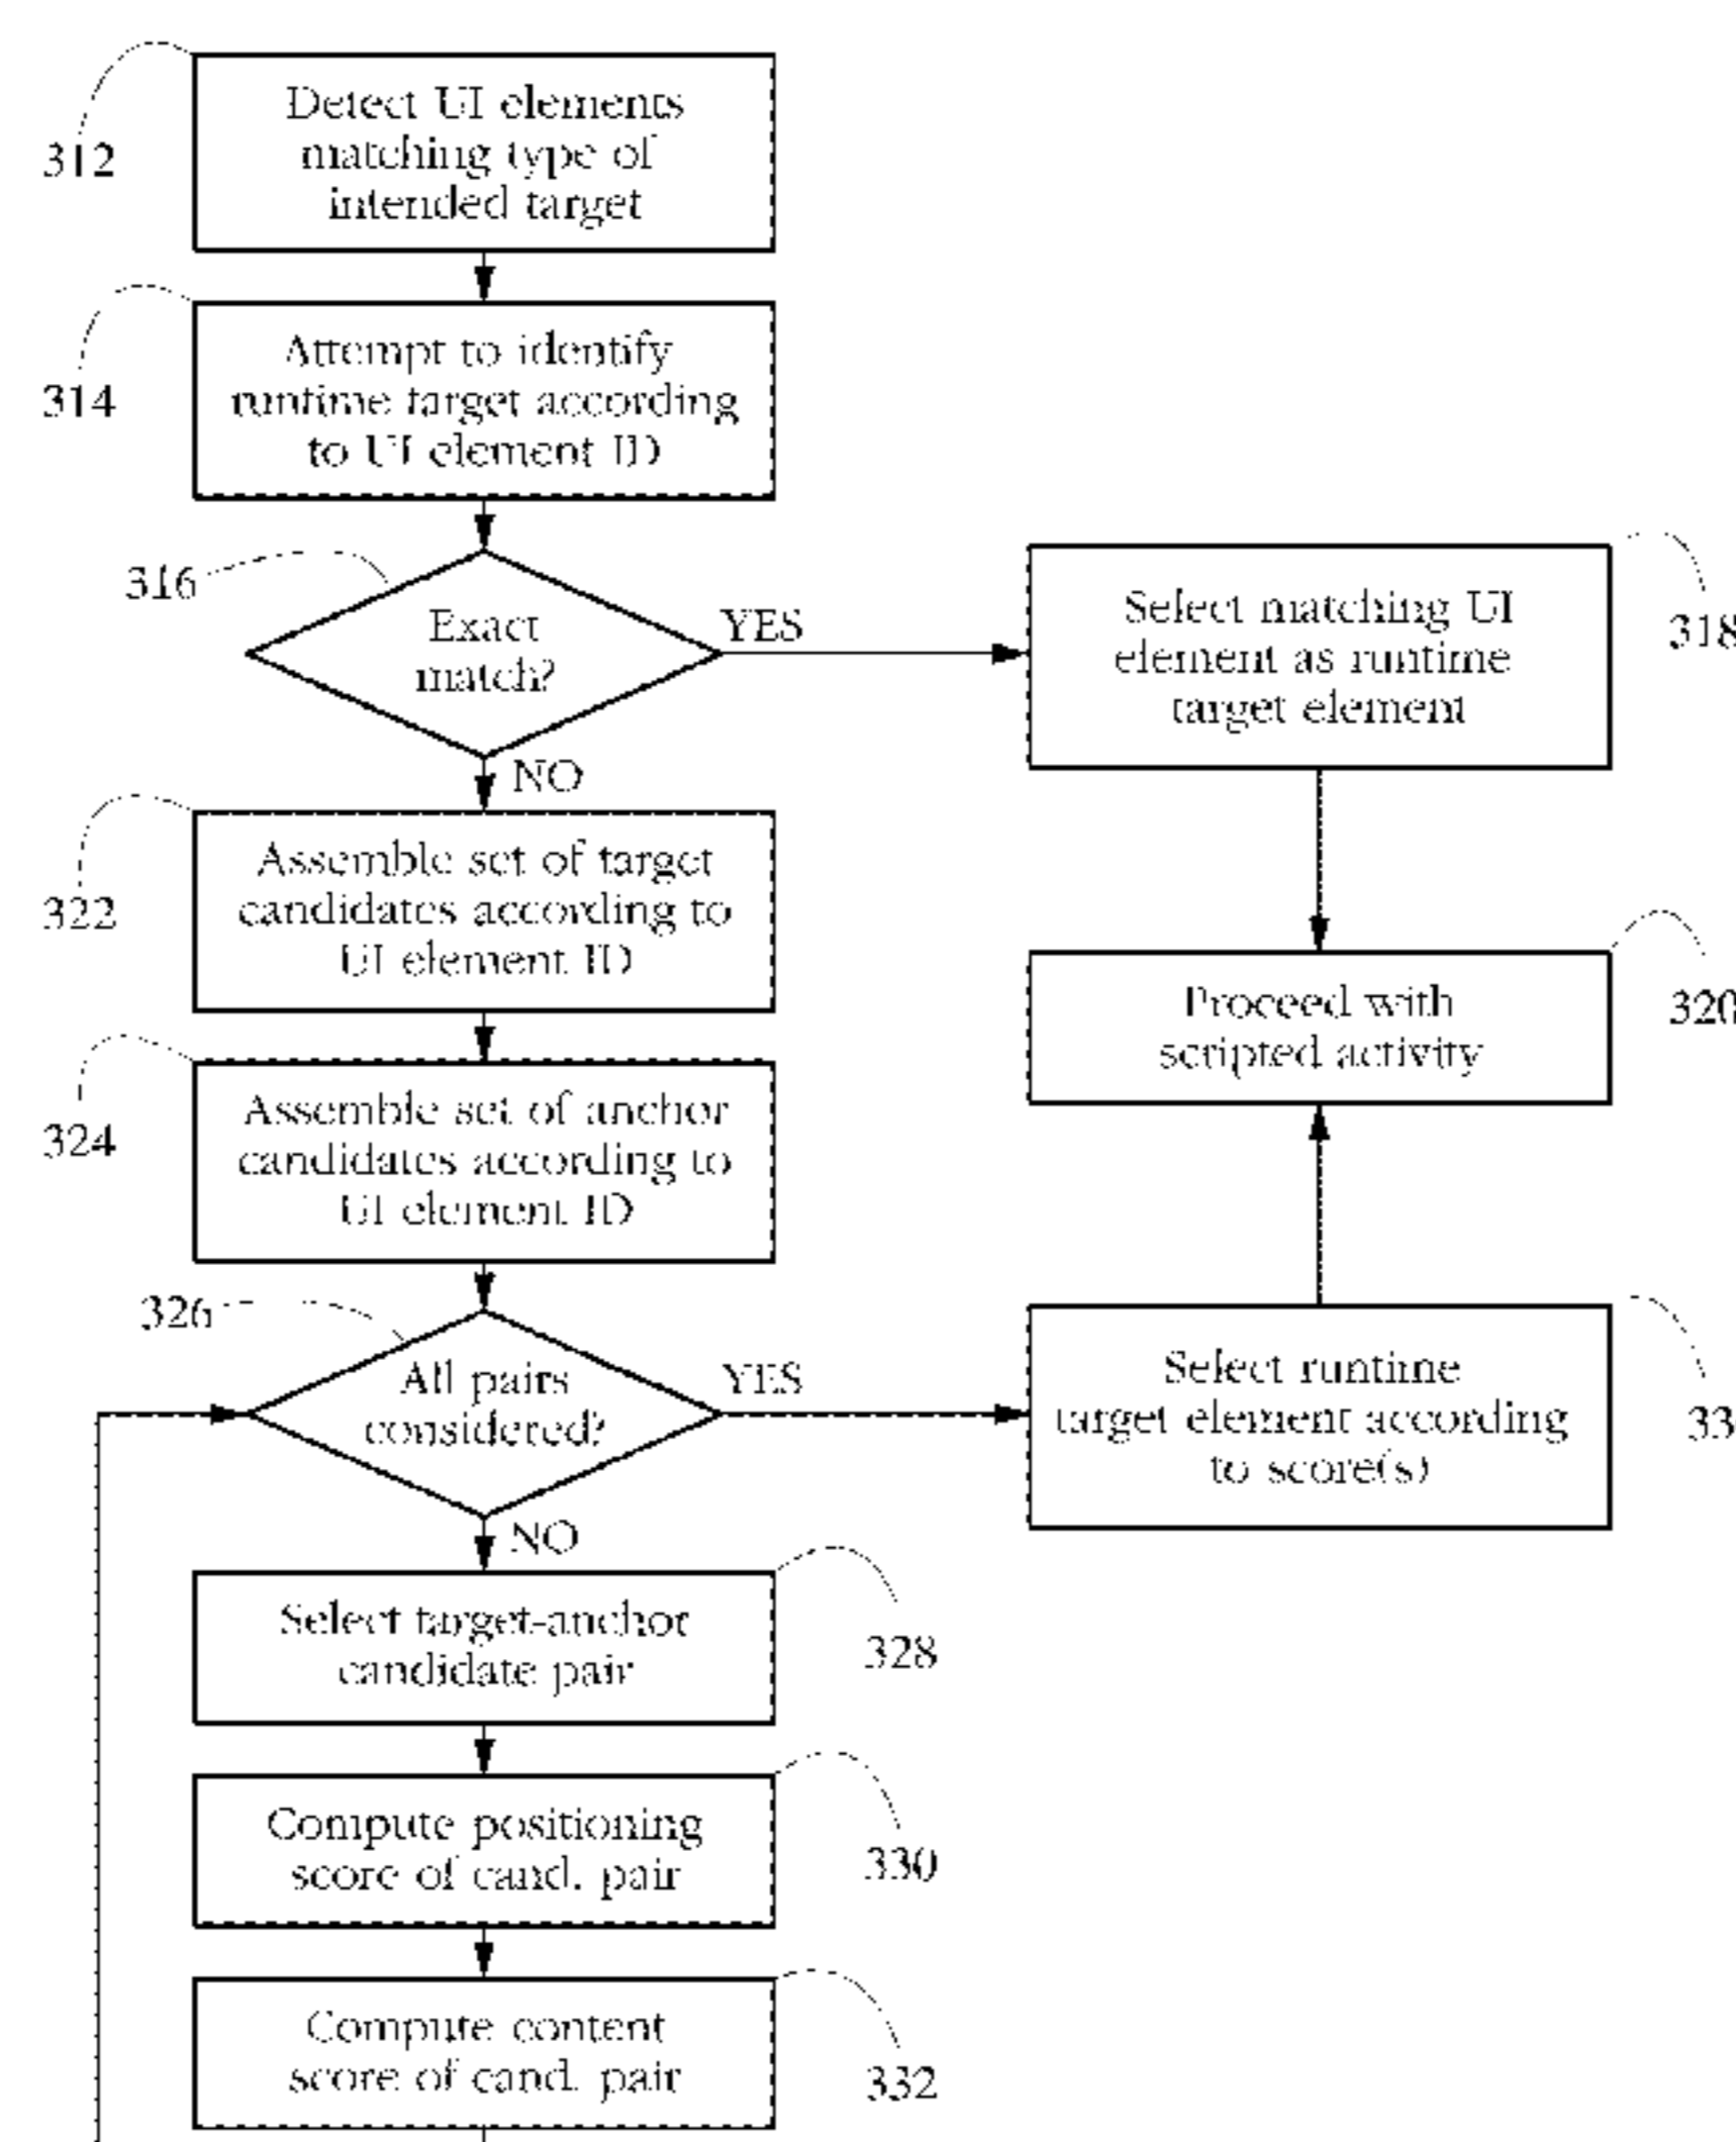 312
Detect UI elements
matching type of
intended target
314
Attempt to identify
runtime target according
to UI element ID
316
Exact
match?
YES
NO
318
Select matching UI
element as runtime
target element
322
Assemble set of target
candidates according to
UI element ID
320
Proceed with
scripted activity
324
Assemble set of anchor
candidates according to
UI element ID
326
All pairs
considered?
YES
NO
33
Select runtime
target element according
to score(s)
328
Select target-anchor
candidate pair
330
Compute positioning
score of cand. pair
332
Compute content
score of cand. pair